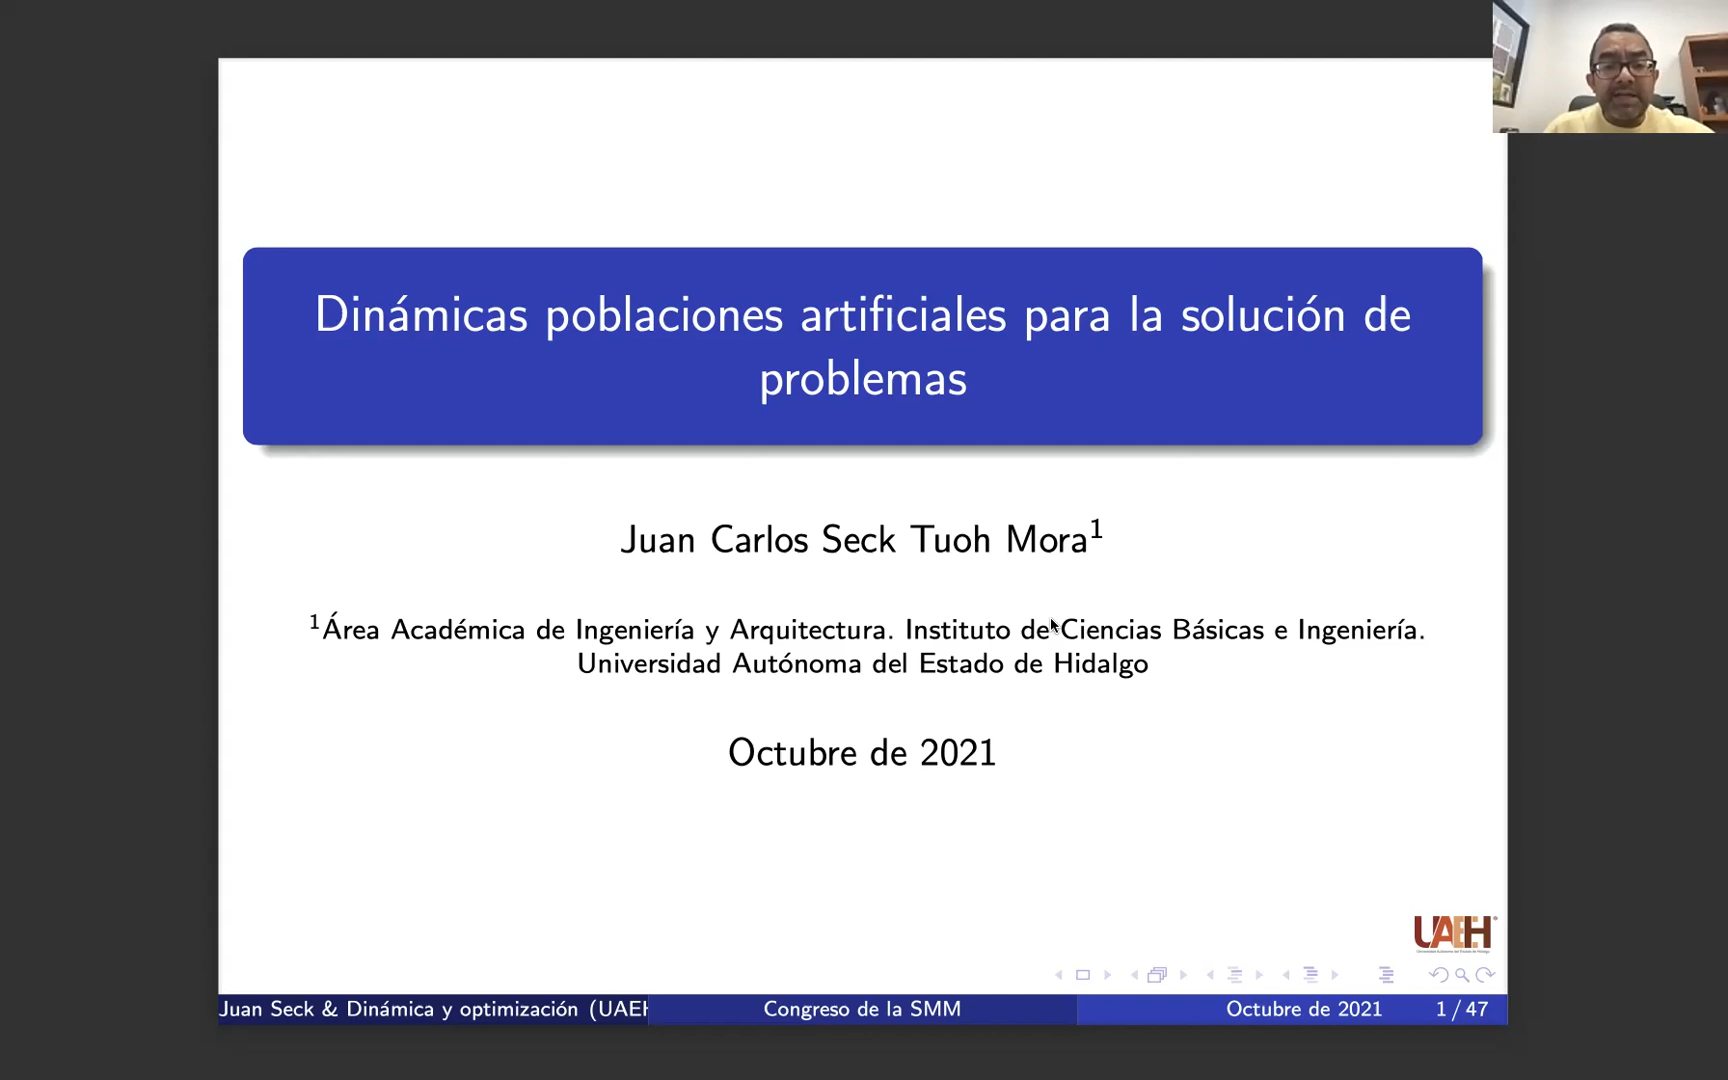 Dinámicas poblaciones artificiales para la solución de
problemas
Juan Carlos Seck Tuoh Mora¹
¹Área Académica de Ingeniería y Arquitectura. Instituto de Ciencias Básicas e Ingeniería.
Universidad Autónoma del Estado de Hidalgo
Octubre de 2021
UAEH
Juan Seck & Dinámica y optimización (UAEH
Congreso de la SMM
Octubre de 2021
1 / 47